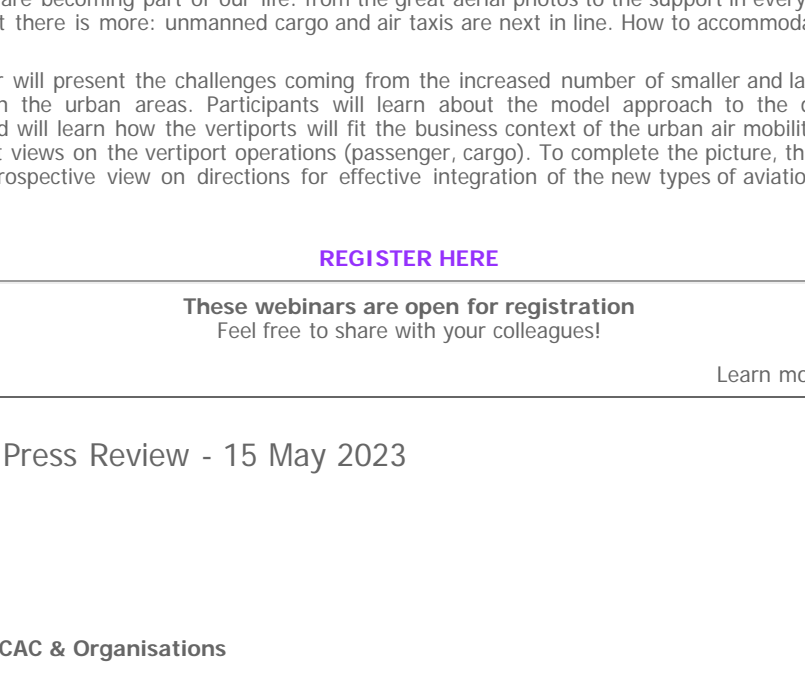 are becoming part of our life: from the great aerial photos to the support in every
t there is more: unmanned cargo and air taxis are next in line. How to accommoda
r will present the challenges coming from the increased number of smaller and la
n the urban areas. Participants will learn about the model approach to the
d will learn how the vertiports will fit the business context of the urban air mobilit
t views on the vertiport operations (passenger, cargo). To complete the picture, th
rospective view on directions for effective integration of the new types of aviatio
REGISTER HERE
These webinars are open for registration
Feel free to share with your colleagues!
Learn mo
Press Review - 15 May 2023
CAC & Organisations